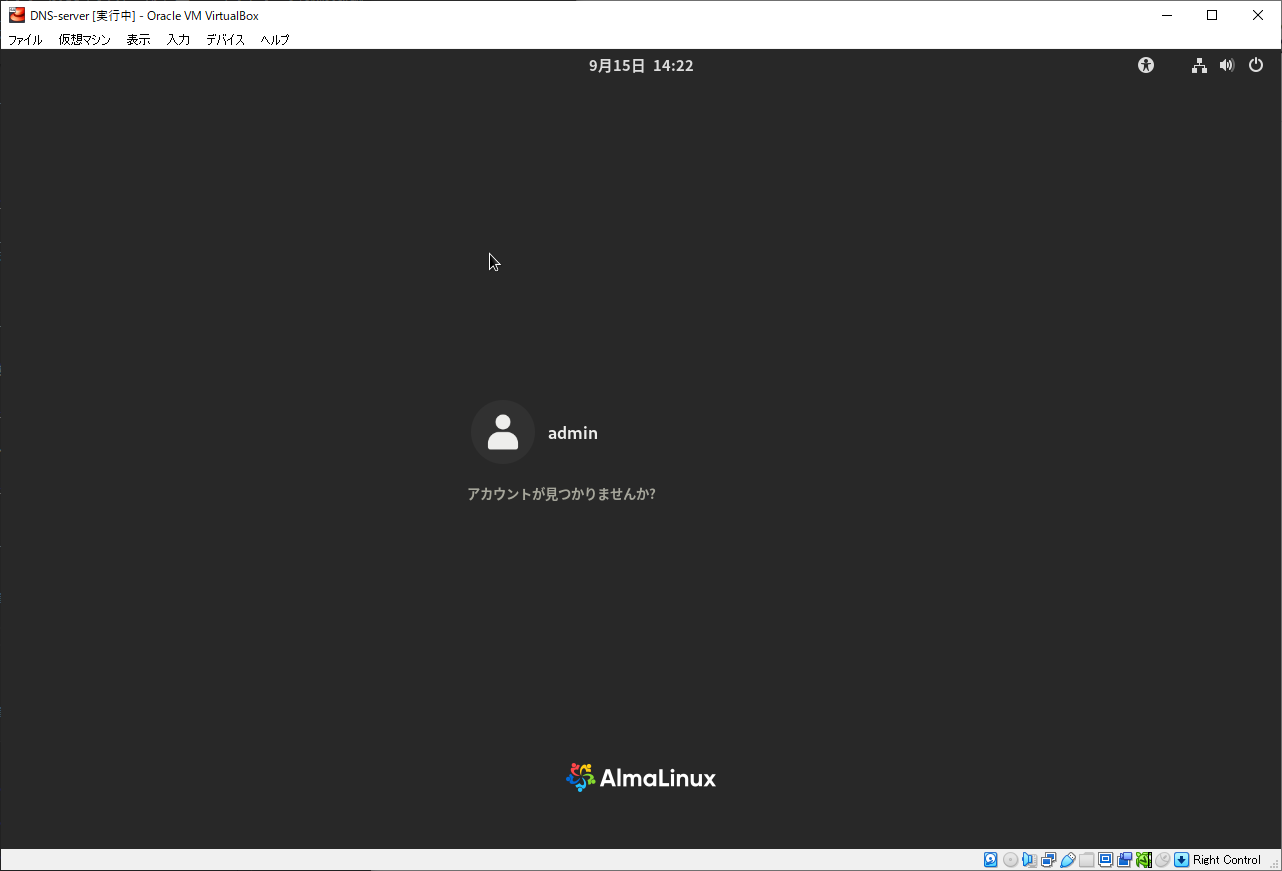 DNS-server [実行中] - Oracle VM VirtualBox
ファイル 仮想マシン 表示 入力 デバイス ヘルプ
9月15日 14:22
admin
アカウントが見つかりませんか?
AlmaLinux
Right Control